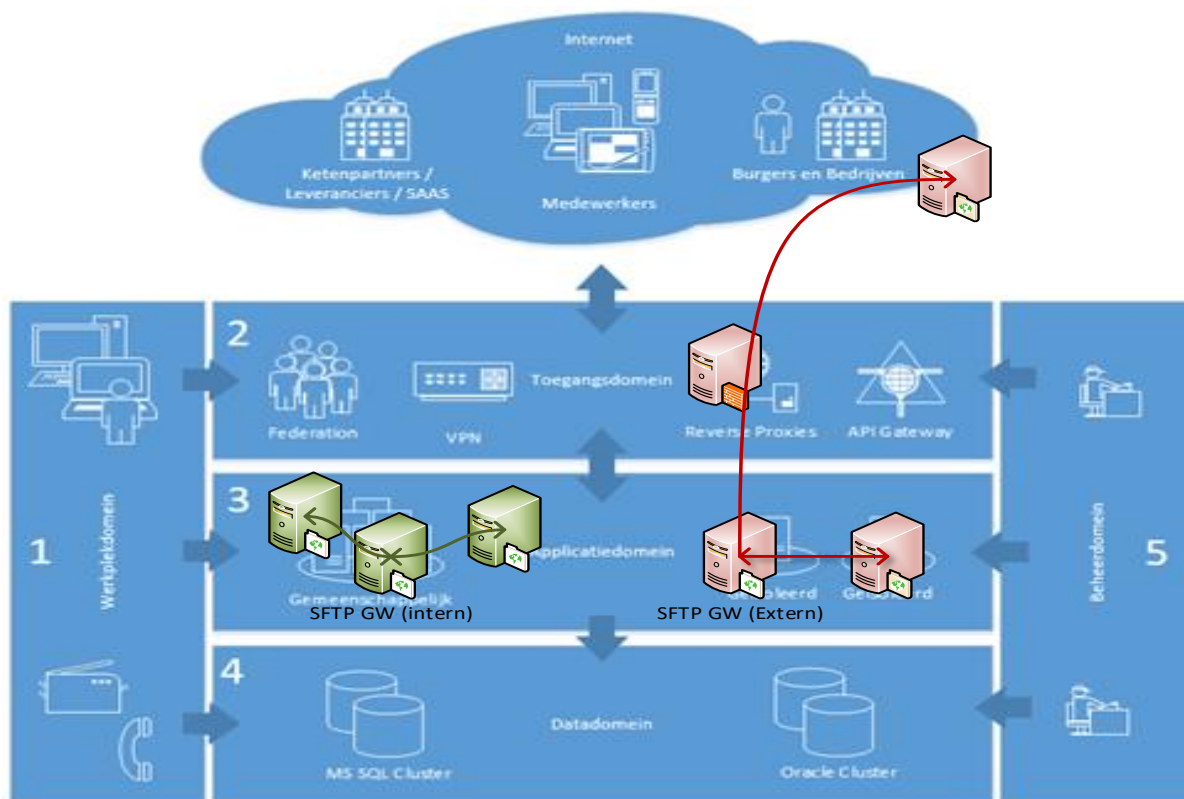 Internet
Ketenpartners /
Leveranciers / SAAS
Medewerkers
Burgers en Bedrijven
1
Werkplekdomein
2
Federation
VPN
Toegangsdomein
Reverse Proxies
API Gateway
3
Applicatiedomein
Gemeenschappelijk
SFTP GW (intern)
SFTP GW (Extern)
4
MS SQL Cluster
Datadomein
Oracle Cluster
5
Beheerdomein